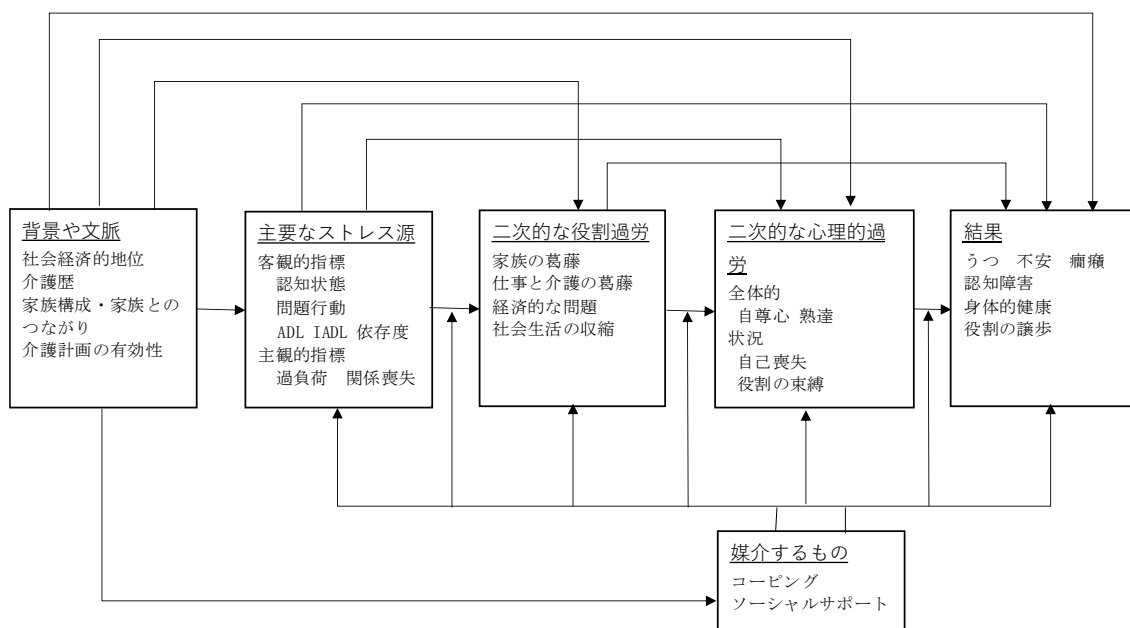 背景や文脈
社会経済的地位
介護歴
家族構成・家族との
つながり
介護計画の有効性
主要なストレス源
客観的指標
認知状態
問題行動
ADL IADL 依存度
主観的指標
過負荷 関係喪失
二次的な役割過労
家族の葛藤
仕事と介護の葛藤
経済的な問題
社会生活の収縮
二次的な心理的過
労
全体的
自尊心 熟達
状況
自己喪失
役割の束縛
結果
うつ 不安 癇癪
認知障害
身体的健康
役割の譲歩
媒介するもの
コーピング
ソーシャルサポート